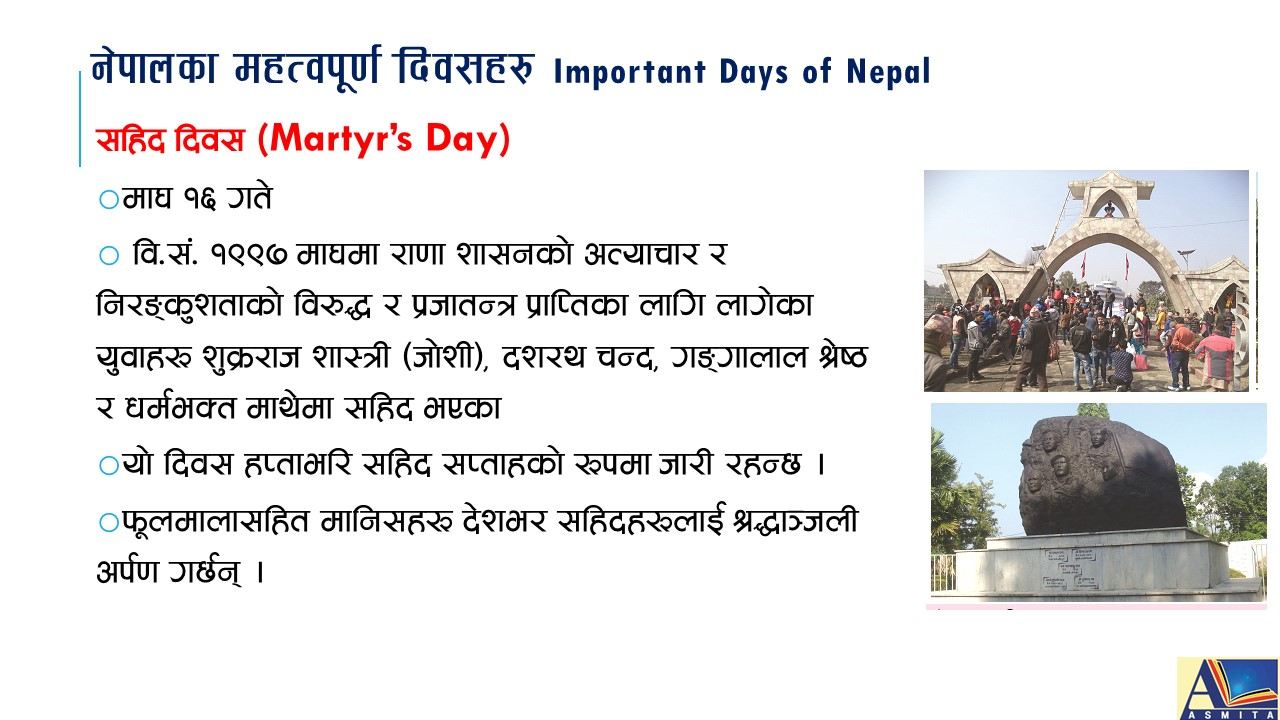 नेपालका महत्वपूर्ण दिवसहरु Important Days of Nepal
सहिद दिवस (Martyr’s Day)
माघ १६ गते
वि.सं. १९९७ माघमा राणा शासनको अत्याचार र
निरङ्कुशताको विरुद्ध र प्रजातन्त्र प्राप्तिका लागि लागेका
युवाहरू शुक्रराज शास्त्री (जोशी), दशरथ चन्द, गङ्गालाल श्रेष्ठ
र धर्मभक्त माथेमा सहिद भएका
यो दिवस हप्ताभरि सहिद सप्ताहको रुपमा जारी रहन्छ ।
फूलमालासहित मानिसहरू देशभर सहिदहरुलाई श्रद्धाञ्जली
अर्पण गर्छन् ।
ASMITA